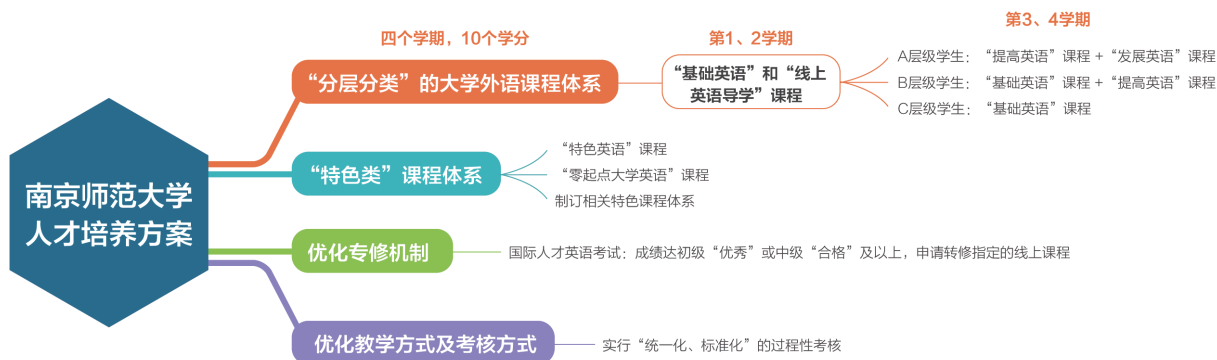 南京师范大学
人才培养方案
四个学期，10个学分
“分层分类”的大学外语课程体系
第1、2学期
“基础英语”和“线上
英语导学”课程
第3、4学期
A层级学生：“提高英语”课程 + “发展英语”课程
B层级学生：“基础英语”课程 + “提高英语”课程
C层级学生：“基础英语”课程
“特色类”课程体系
“特色英语”课程
“零起点大学英语”课程
制订相关特色课程体系
优化专修机制
国际人才英语考试：成绩达初级“优秀”或中级“合格”及以上，申请转修指定的线上课程
优化教学方式及考核方式
实行“统一化、标准化”的过程性考核